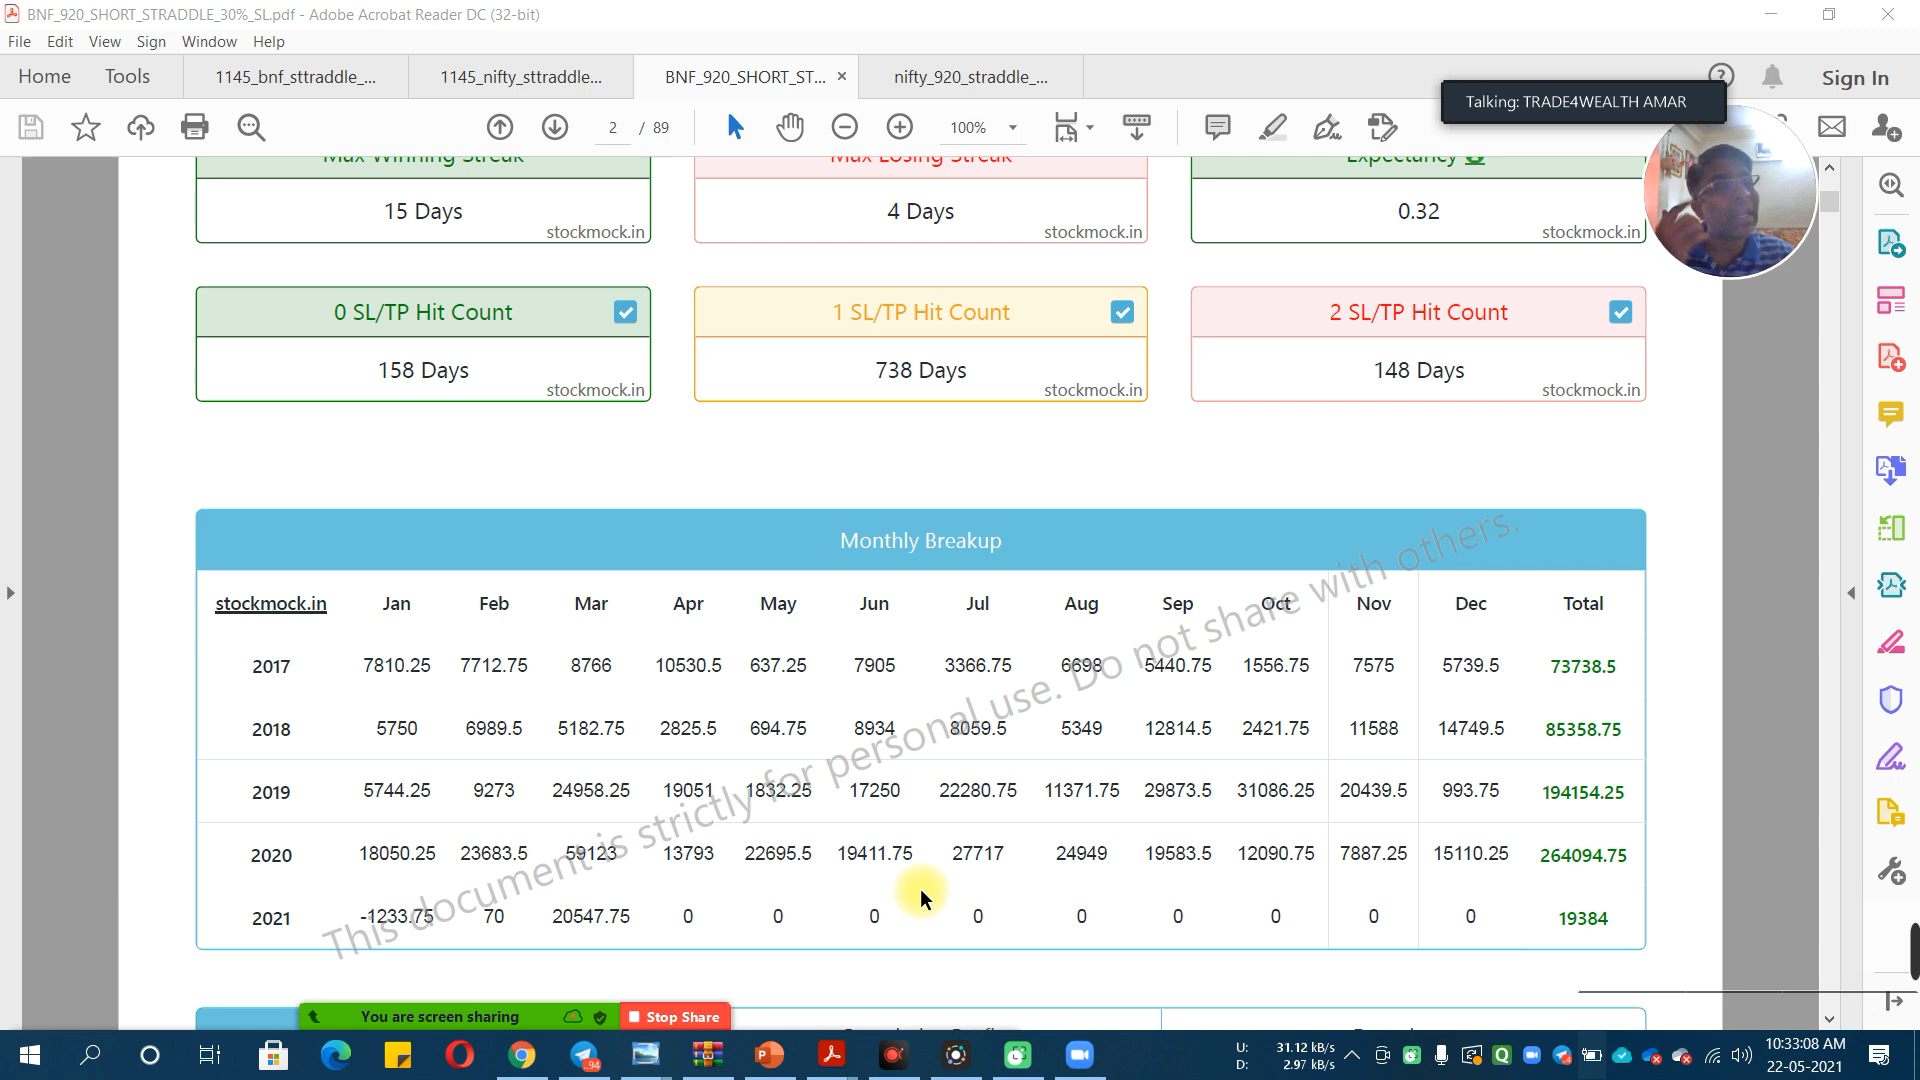 BNF_920_SHORT_STRADDLE_30%_SL.pdf - Adobe Acrobat Reader DC (32-bit)
File Edit View Sign Window Help
Home Tools 1145_bnf_sttraddle_... 1145_nifty_sttraddle... BNF_920_SHORT_ST... × nifty_920_straddle_... Sign In
Talking: TRADE4WEALTH AMAR
2 / 89 100%
Max Winning Streak Max Losing Streak Expectancy
15 Days 4 Days 0.32
stockmock.in stockmock.in stockmock.in
0 SL/TP Hit Count 1 SL/TP Hit Count 2 SL/TP Hit Count
158 Days 738 Days 148 Days
stockmock.in stockmock.in stockmock.in
Monthly Breakup
stockmock.in Jan Feb Mar Apr May Jun Jul Aug Sep Oct Nov Dec Total
2017 7810.25 7712.75 8766 10530.5 637.25 7905 3366.75 6698 5440.75 1556.75 7575 5739.5 73738.5
2018 5750 6989.5 5182.75 2825.5 694.75 8934 8059.5 5349 12814.5 2421.75 11588 14749.5 85358.75
2019 5744.25 9273 24958.25 19051 1832.25 17250 22280.75 11371.75 29873.5 31086.25 20439.5 993.75 194154.25
2020 18050.25 23683.5 59123 13793 22695.5 19411.75 27717 24949 19583.5 12090.75 7887.25 15110.25 264094.75
2021 -1233.75 70 20547.75 0 0 0 0 0 0 0 0 0 19384
This document is strictly for personal use. Do not share with others.
You are screen sharing Stop Share
94
U: 31.12 kB/s
D: 2.97 kB/s
10:33:08 AM
22-05-2021